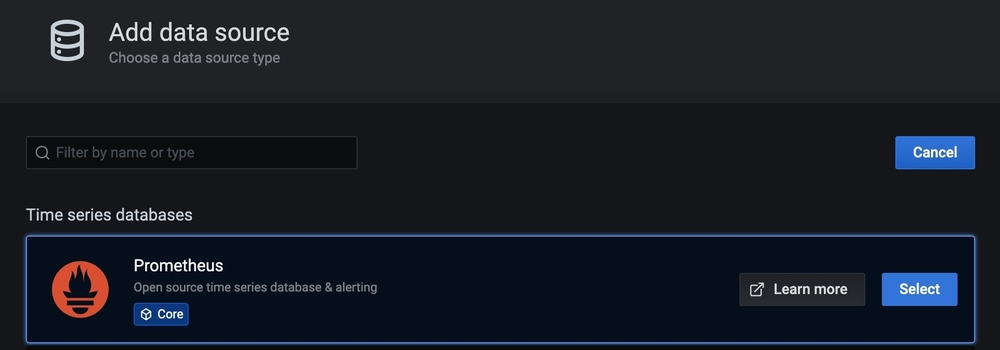 Add data source
Choose a data source type
Filter by name or type
Cancel
Time series databases
Prometheus
Open source time series database & alerting
Learn more
Select
Core